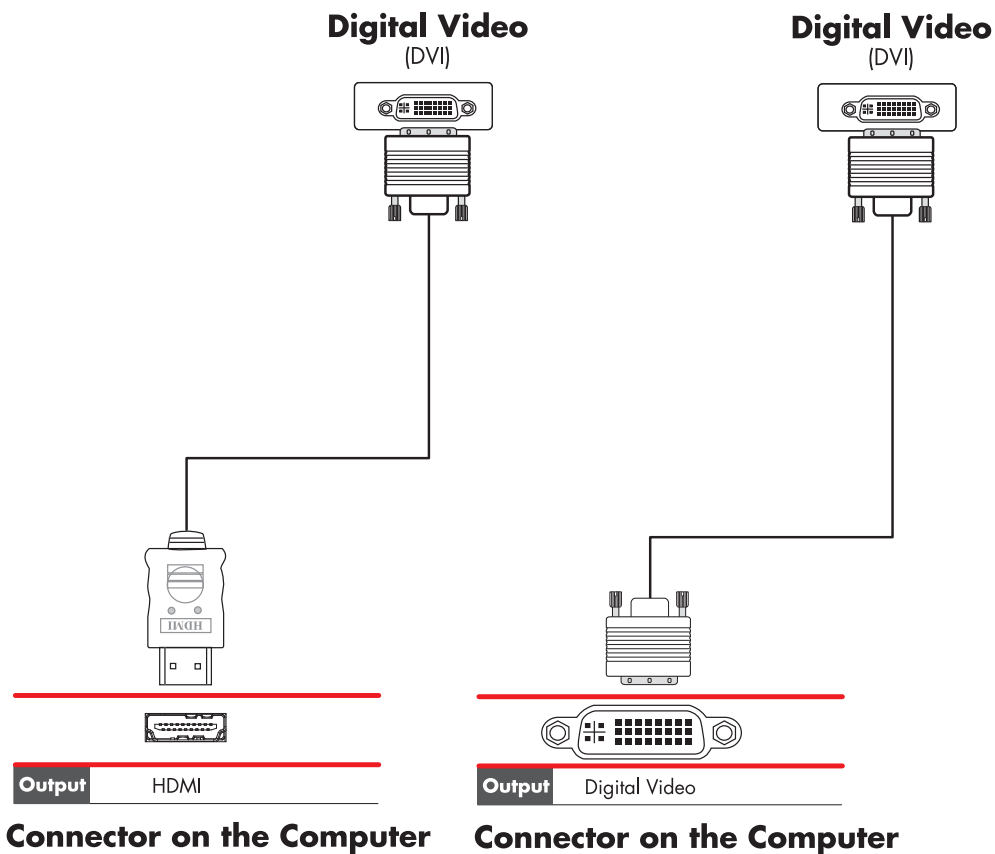 Digital Video
(DVI)
Digital Video
(DVI)
HDMI
Output HDMI
Output Digital Video
Connector on the Computer
Connector on the Computer